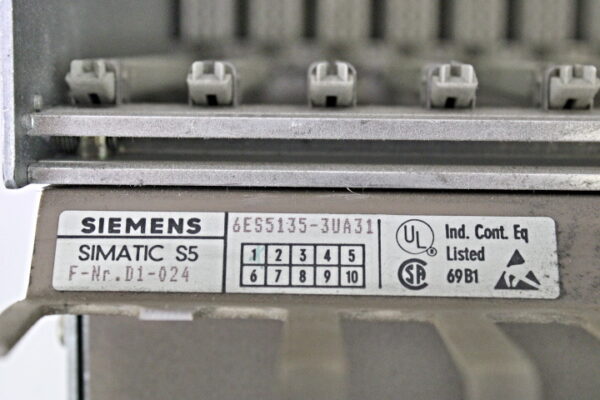 SIEMENS
SIMATIC S5
F-Nr.D1-024
6ES5135-3UA31
1 2 3 4 5
6 7 8 9 10
UL
SA
Ind. Cont. Eq
Listed
69B1